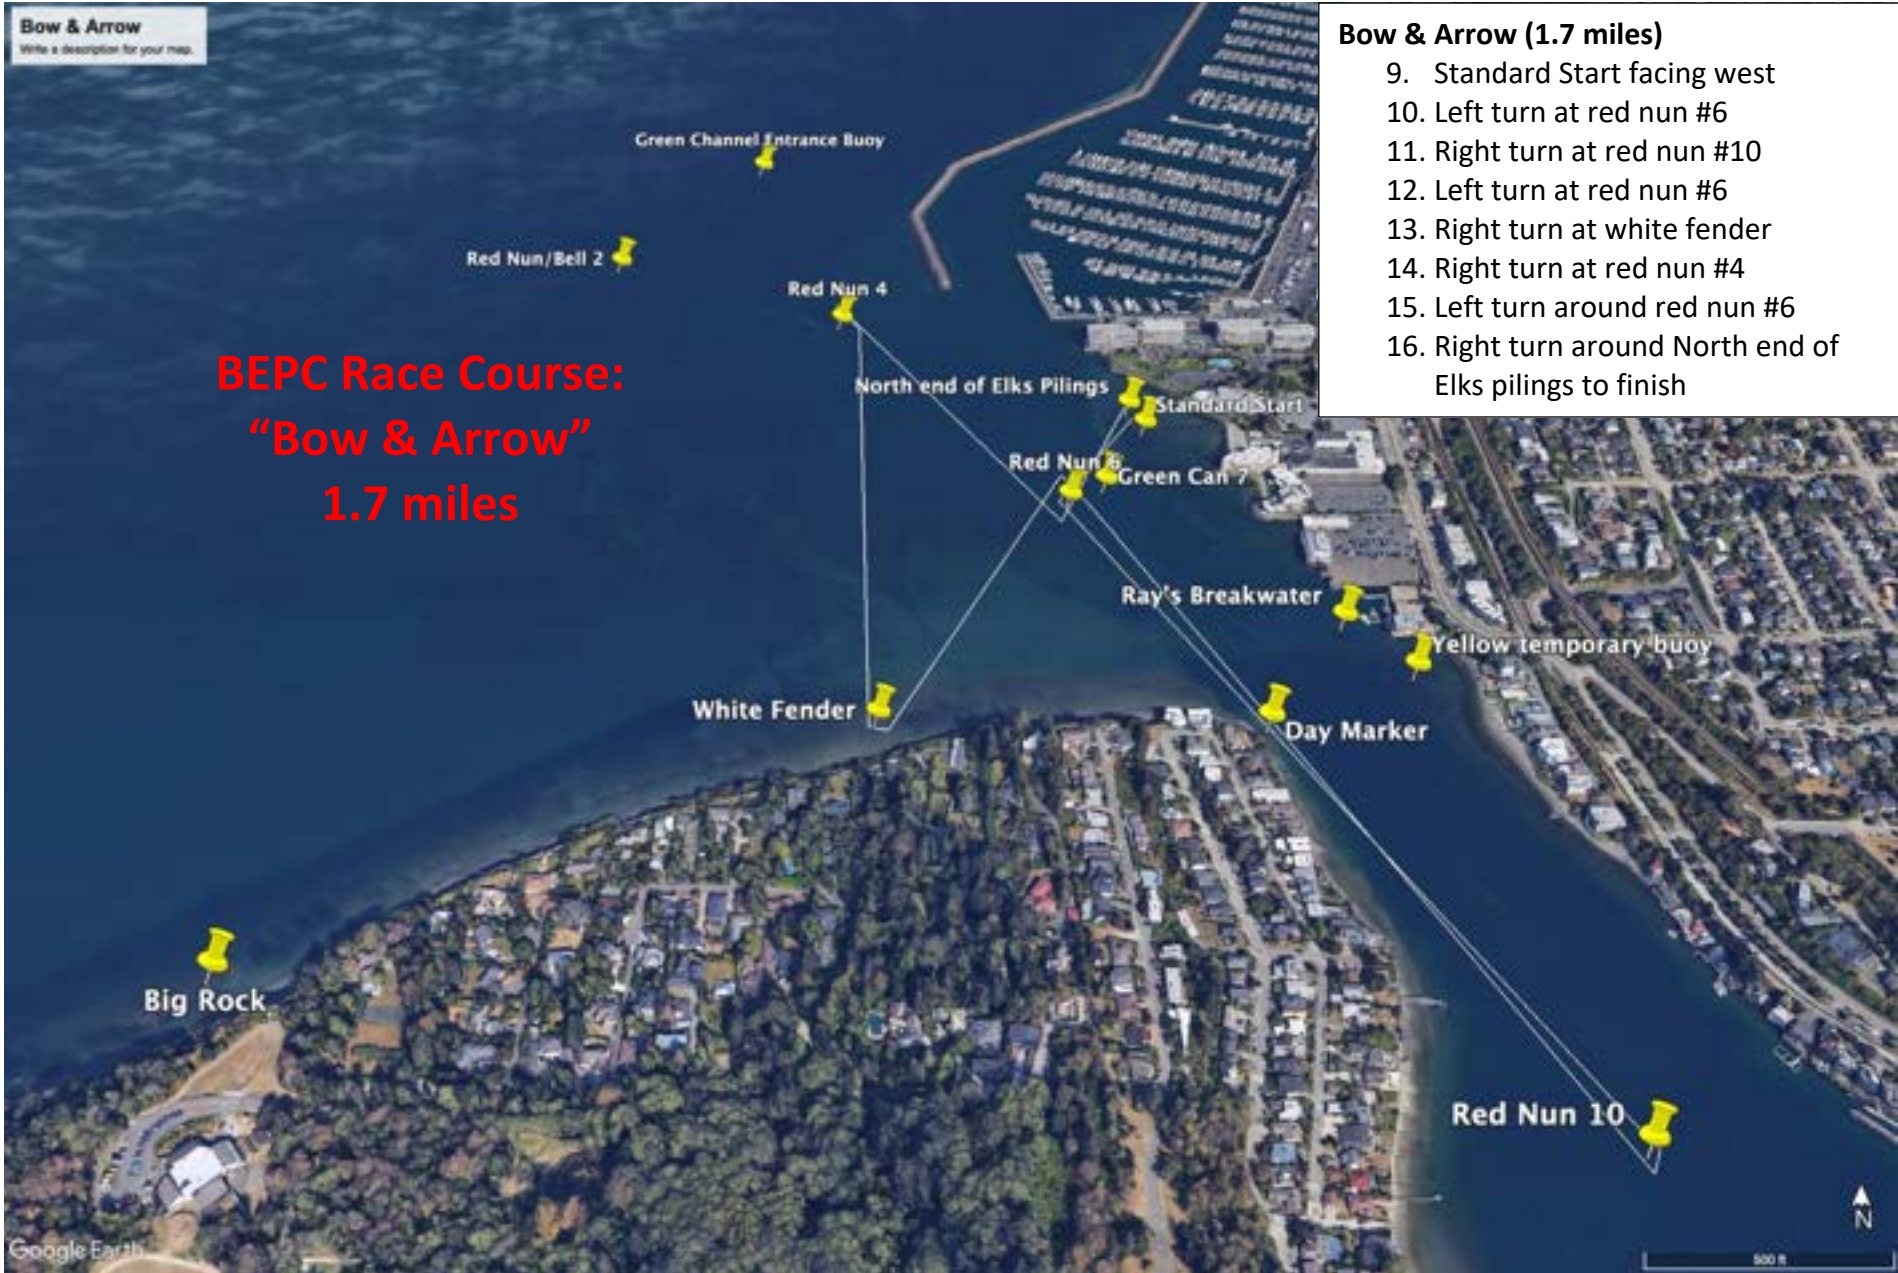 Bow & Arrow
Write a description for your map.
Bow & Arrow (1.7 miles)
9. Standard Start facing west
10. Left turn at red nun #6
11. Right turn at red nun #10
12. Left turn at red nun #6
13. Right turn at white fender
14. Right turn at red nun #4
15. Left turn around red nun #6
16. Right turn around North end of
Elks pilings to finish
Green Channel Entrance Buoy
Red Nun/Bell 2
Red Nun 4
BEPC Race Course:
“Bow & Arrow”
1.7 miles
North end of Elks Pilings
Standard Start
Red Nun 6
Green Can 7
Ray's Breakwater
Yellow temporary buoy
White Fender
Day Marker
Big Rock
Red Nun 10
N
Google Earth
500 ft